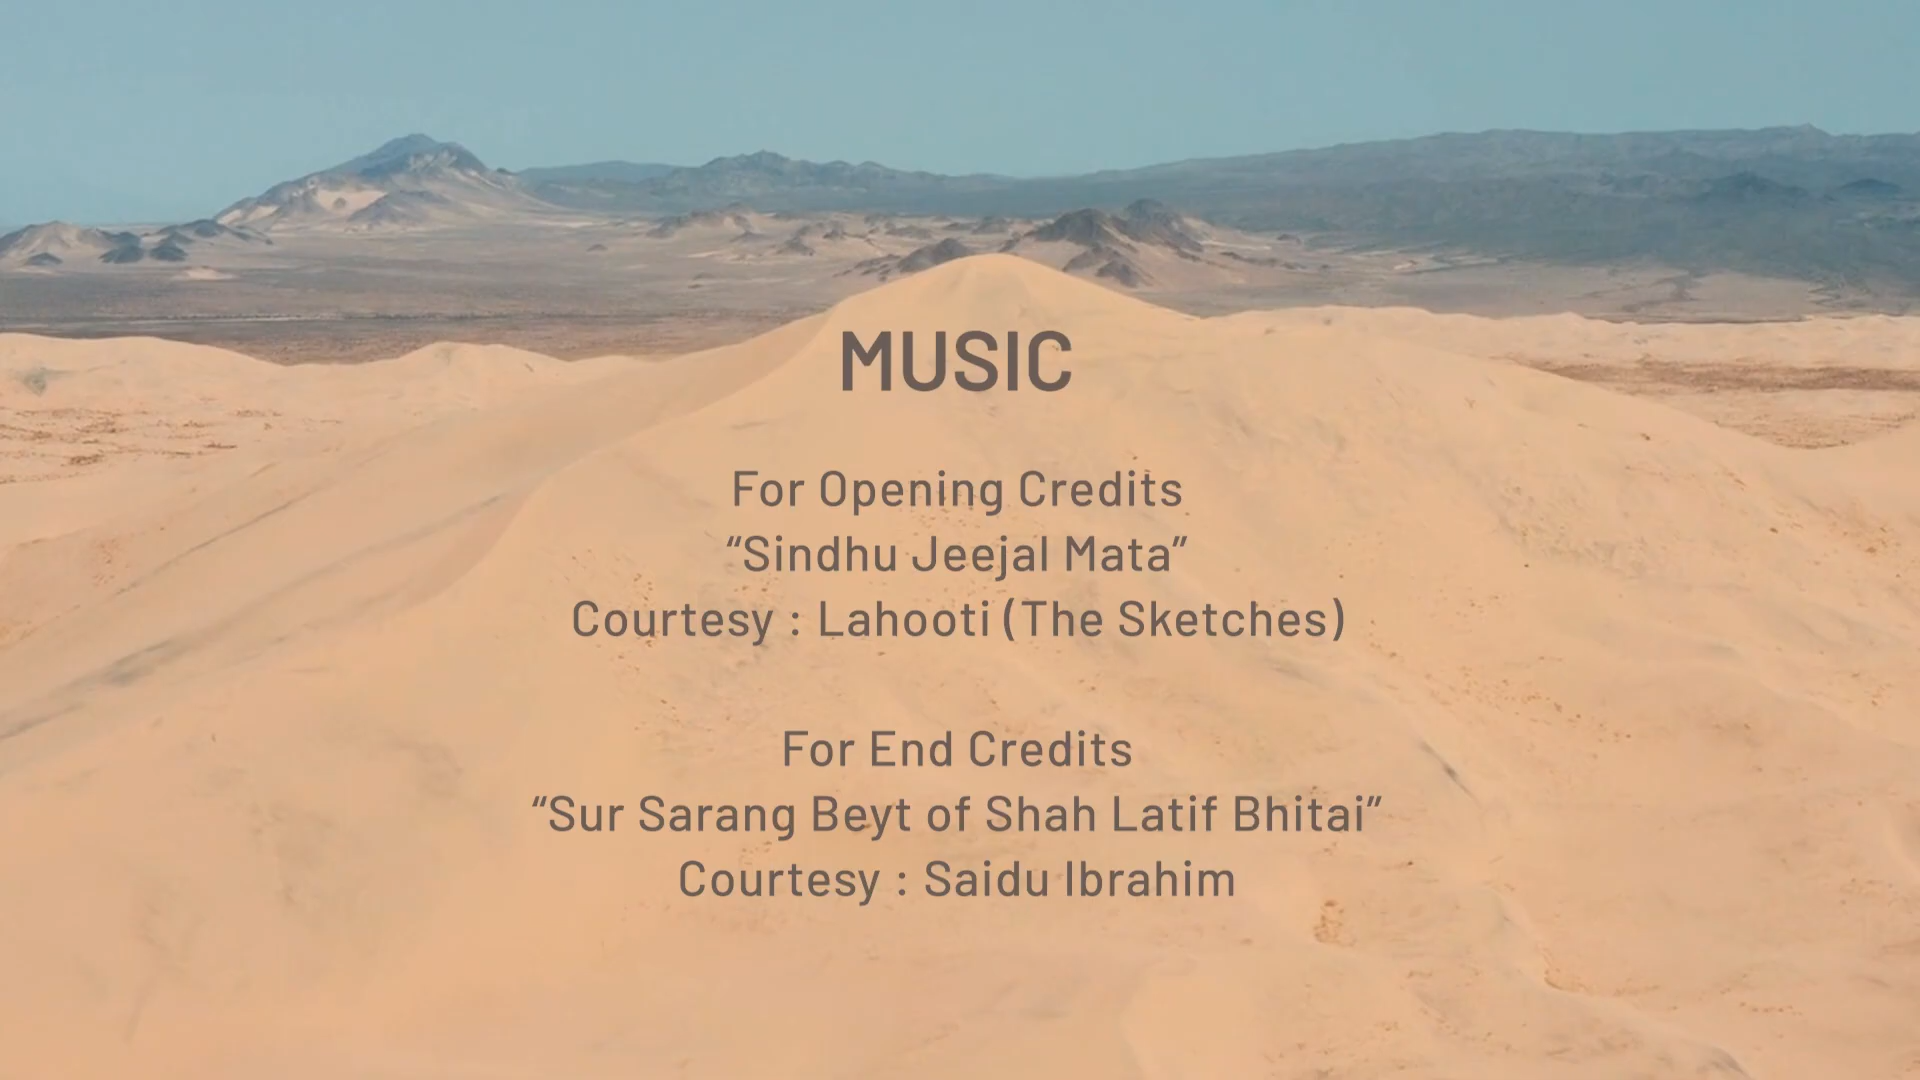 MUSIC
For Opening Credits
“Sindhu Jeejal Mata”
Courtesy : Lahooti (The Sketches)
For End Credits
“Sur Sarang Beyt of Shah Latif Bhitai”
Courtesy : Saidu Ibrahim